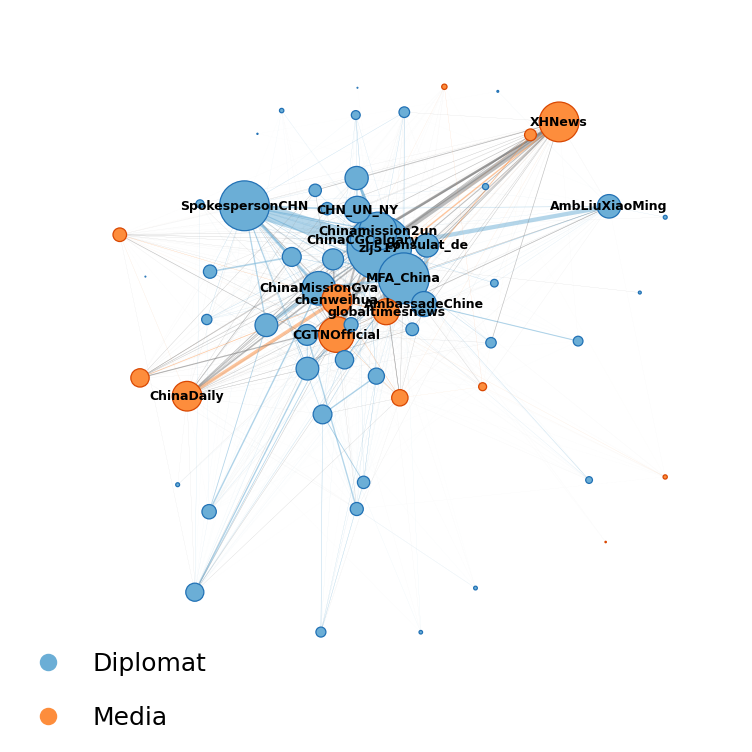 XHNews
SpokespersonCHN
CHN_UN_NY
AmbLiuXiaoMing
Chinamission2un
ChinaCGCalgary
zlj517
consulat_de
MFA_China
ChinaMissionGva
chenweihua
AmbassadeChine
globaltimesnews
CGTNOfficial
ChinaDaily
Diplomat
Media